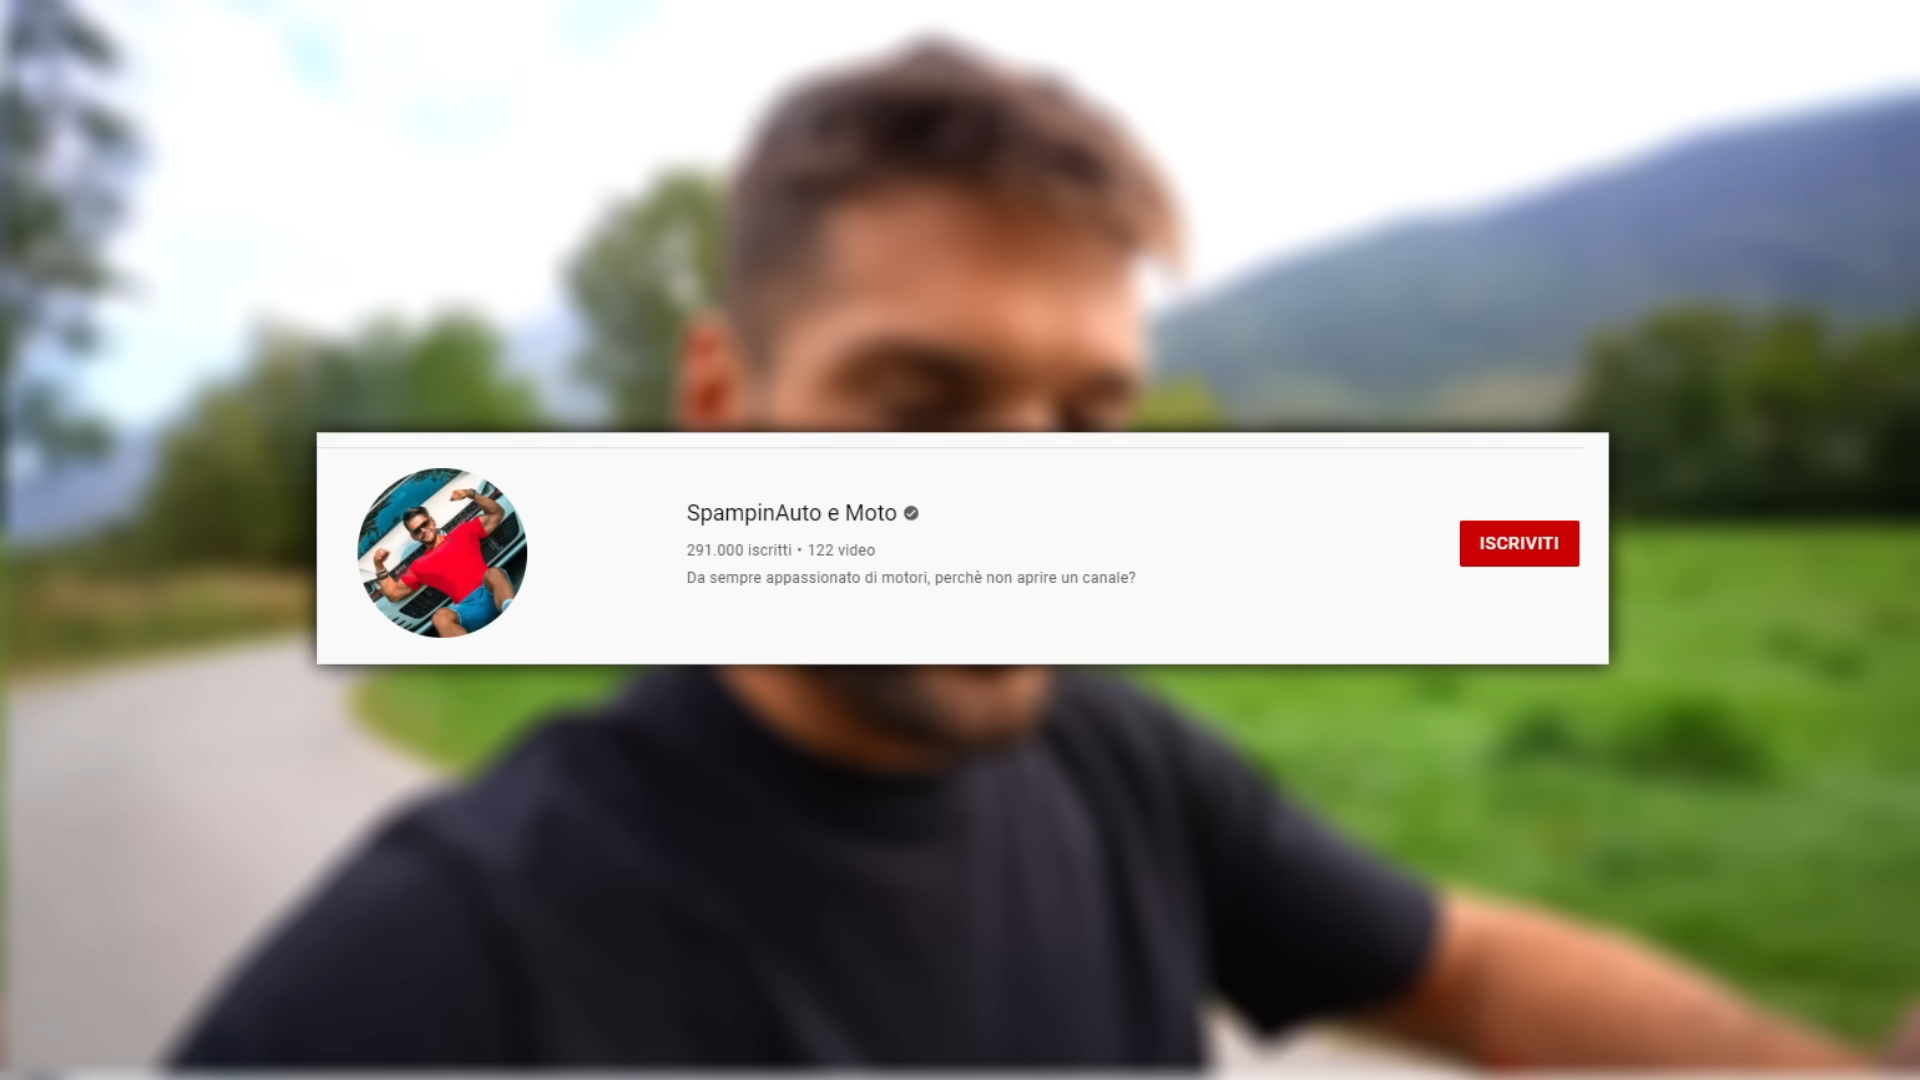 SpampinAuto e Moto
291.000 iscritti • 122 video
Da sempre appassionato di motori, perchè non aprire un canale?
ISCRIVITI